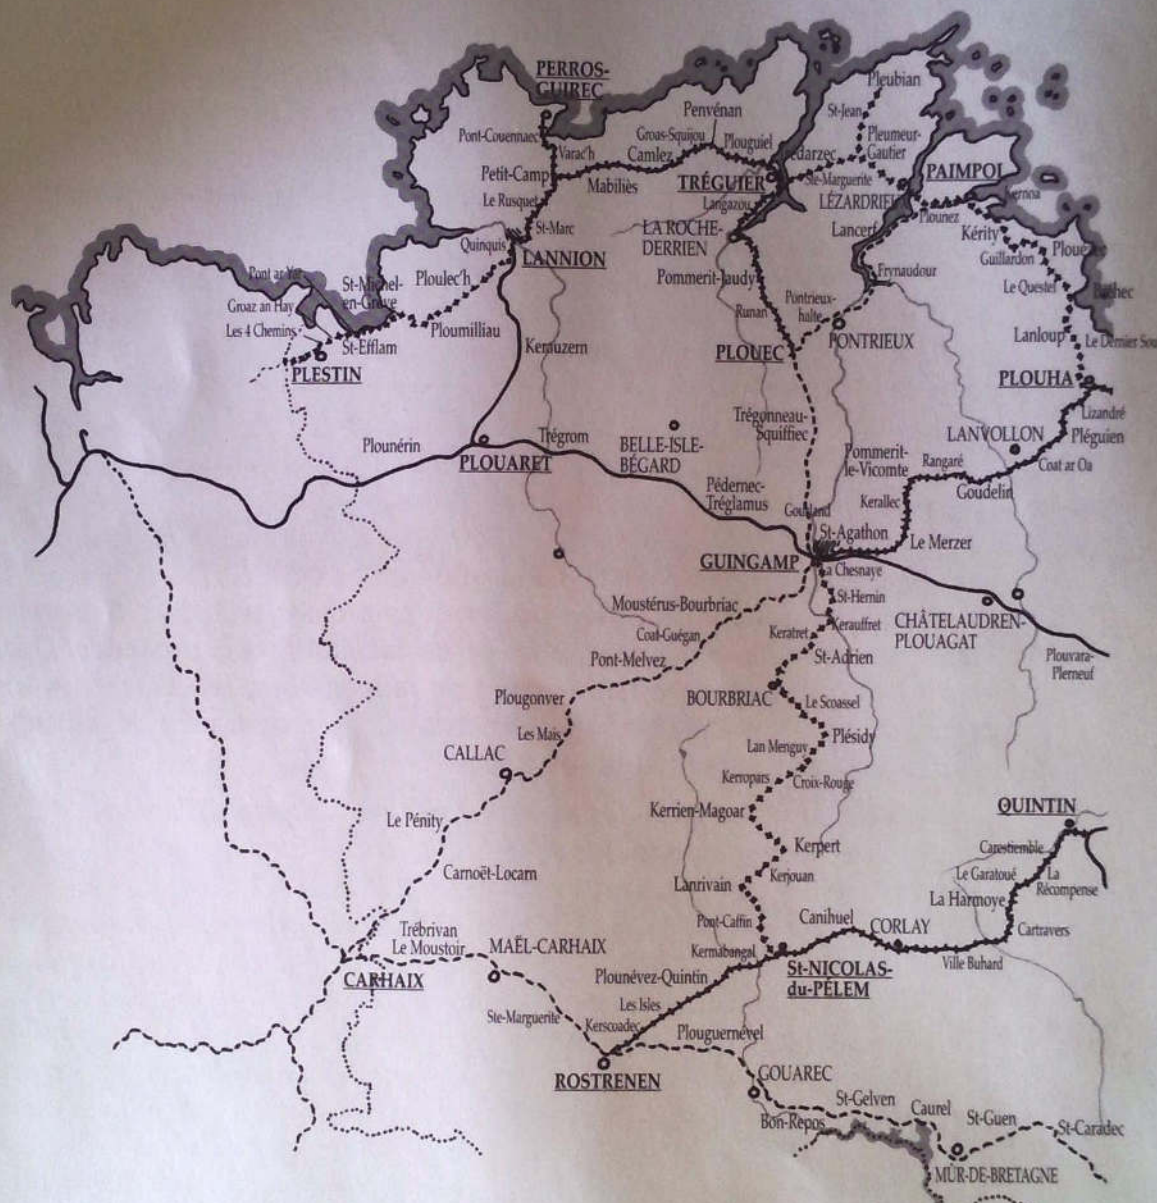 PERROS-
GUIREC
Pleubian
Penvénan
St-Jean
Pont-Couennaec
Groas-Squijou
Plouguiel
Pleumeur-
Gautier
Varac'h
Camlez
Petit-Camp
Mabiliès
TRÉGUIER
Ste-Marguerite
PAIMPOL
Le Rusquet
Langazou
LÉZARDRIEUX
Plounez
St-Marc
LA ROCHE-
DERRIEN
Lancerf
Kérity
Quinquis
LANNION
Guillardon
Pont ar Yar
St-Michel-
en-Grève
Ploulec'h
Pommerit-Jaudy
Frynaudour
Le Questel
Groaz an Hay
Runan
Pontrieux-
halte
Les 4 Chemins
Ploumilliau
Kerauzern
PONTRIEUX
Lanloup
St-Efflam
PLOUEC
PLESTIN
PLOUHA
Trégonneau-
Squiffiec
Lizandré
Plounérin
Trégrom
BELLE-ISLE-
BÉGARD
LANVOLLON
Pléguien
PLOUARET
Pommerit-
le-Vicomte
Rangaré
Coat ar Oa
Pédernec-
Tréglamus
Goudelin
Kerallec
St-Agathon
Le Merzer
GUINGAMP
La Chesnaye
St-Hernin
Moustérus-Bourbriac
Kerauffret
CHÂTELAUDREN-
PLOUAGAT
Coal-Guégan
Keratret
Pont-Melvez
St-Adrien
Plouvara-
Plerneuf
Plougonver
BOURBRIAC
Le Scoassel
Les Mais
Plésidy
CALLAC
Lan Menguy
Kerropars
Croix-Rouge
QUINTIN
Le Pénity
Kerrien-Magoar
Kerpert
Carestiemble
Carnoët-Locarn
Kerjouan
Le Garatoué
La
Récompense
Lanrivain
La Harmoye
Pont-Caffin
Canihuel
CORLAY
Cartravers
Trébrivan
Le Moustoir
MAËL-CARHAIX
Kermabangal
Ville Buhard
CARHAIX
Plounévez-Quintin
St-NICOLAS-
du-PÉLEM
Les Isles
Ste-Marguerite
Kerscoadec
Plouguernével
ROSTRENEN
GOUAREC
St-Gelven
Caurel
St-Guen
Bon-Repos
St-Caradec
MÛR-DE-BRETAGNE